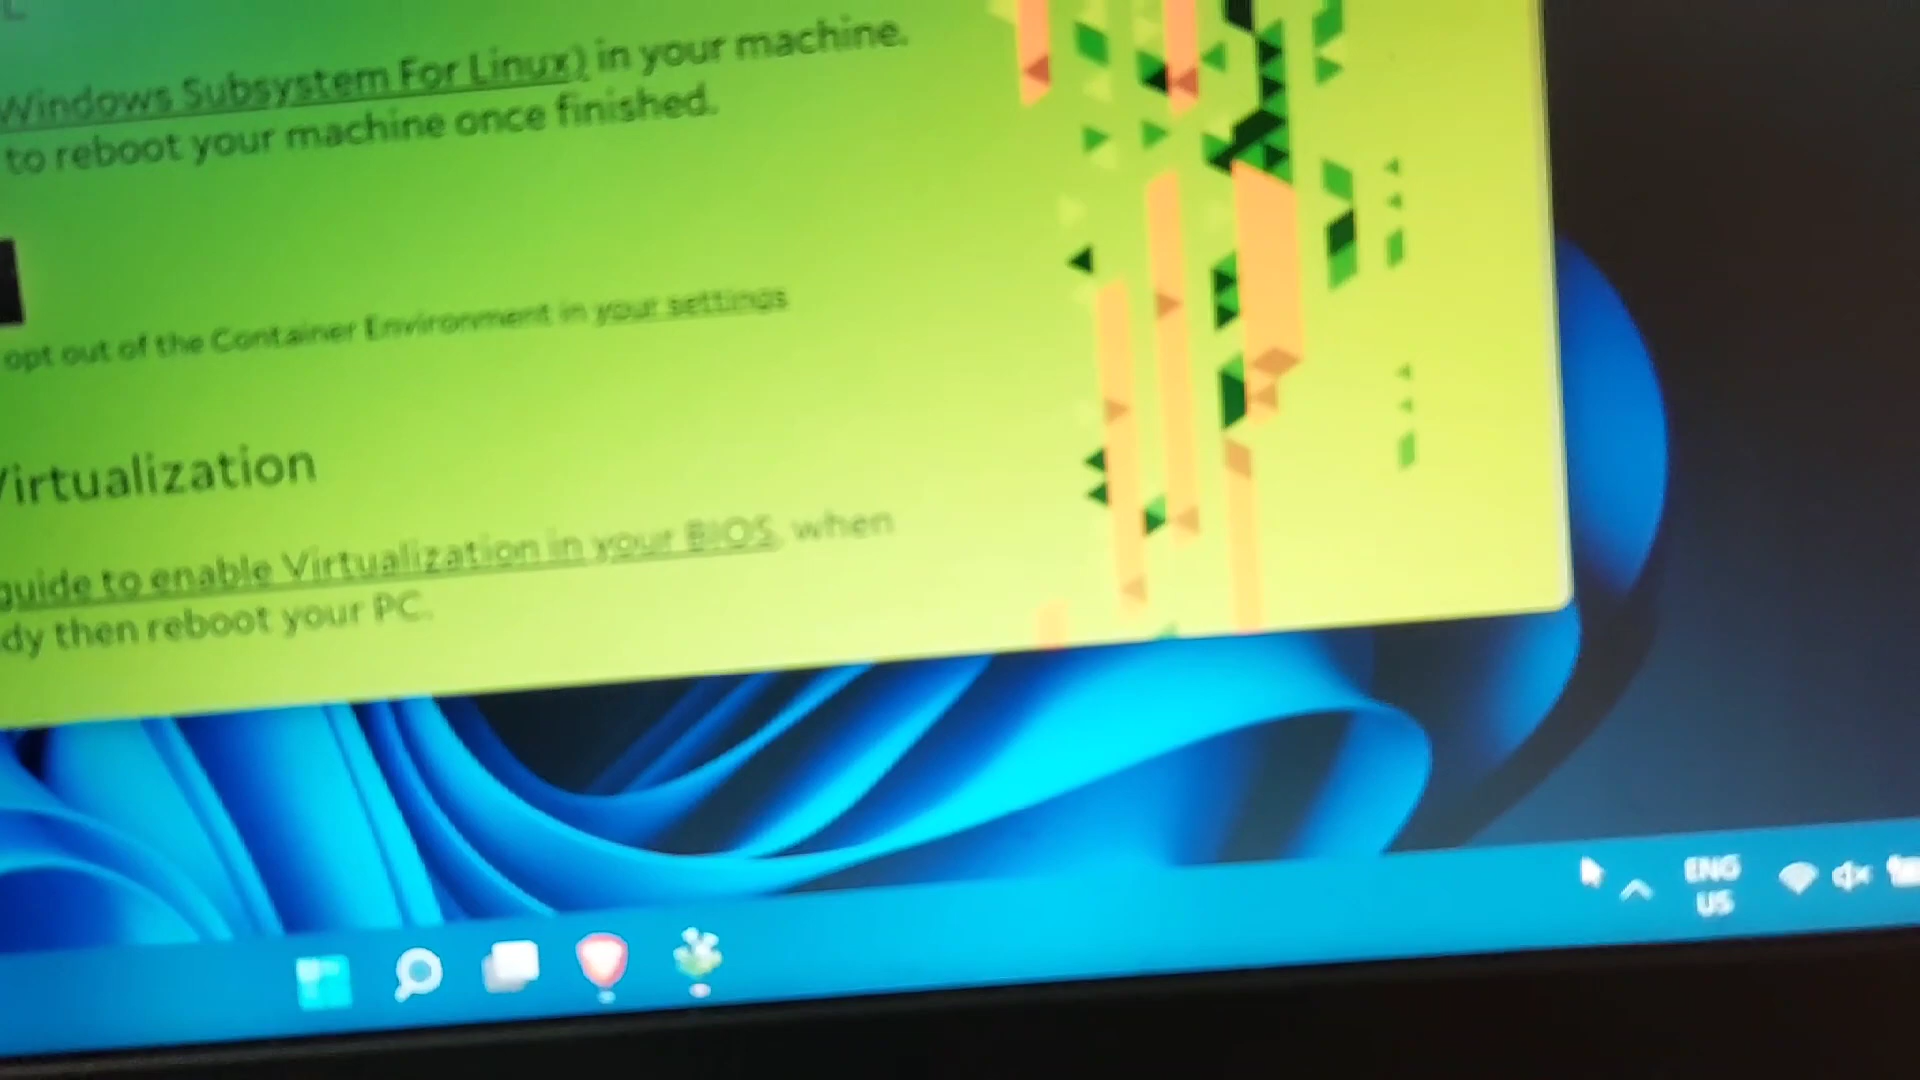 Windows Subsystem For Linux) in your machine.
to reboot your machine once finished.
opt out of the Container Environment in your settings
Virtualization
guide to enable Virtualization in your BIOS, when
dy then reboot your PC.
ENG
US